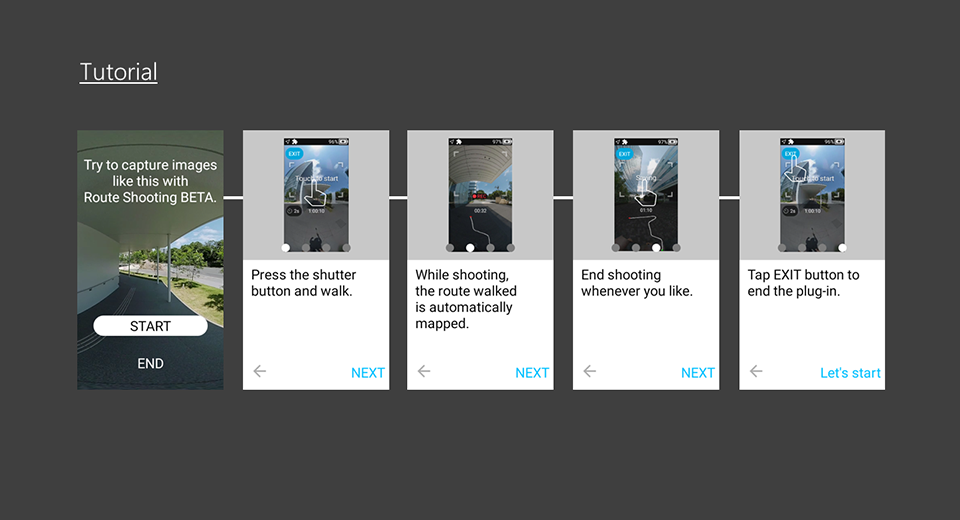 Tutorial
Try to capture images
like this with
Route Shooting BETA.
START
END
96%
EXIT
Touch to start
2s
1:00:10
Press the shutter
button and walk.
NEXT
97%
00:32
While shooting,
the route walked
is automatically
mapped.
NEXT
96%
EXIT
01:10
End shooting
whenever you like.
NEXT
96%
EXIT
Touch to start
2s
1:00:10
Tap EXIT button to
end the plug-in.
Let's start